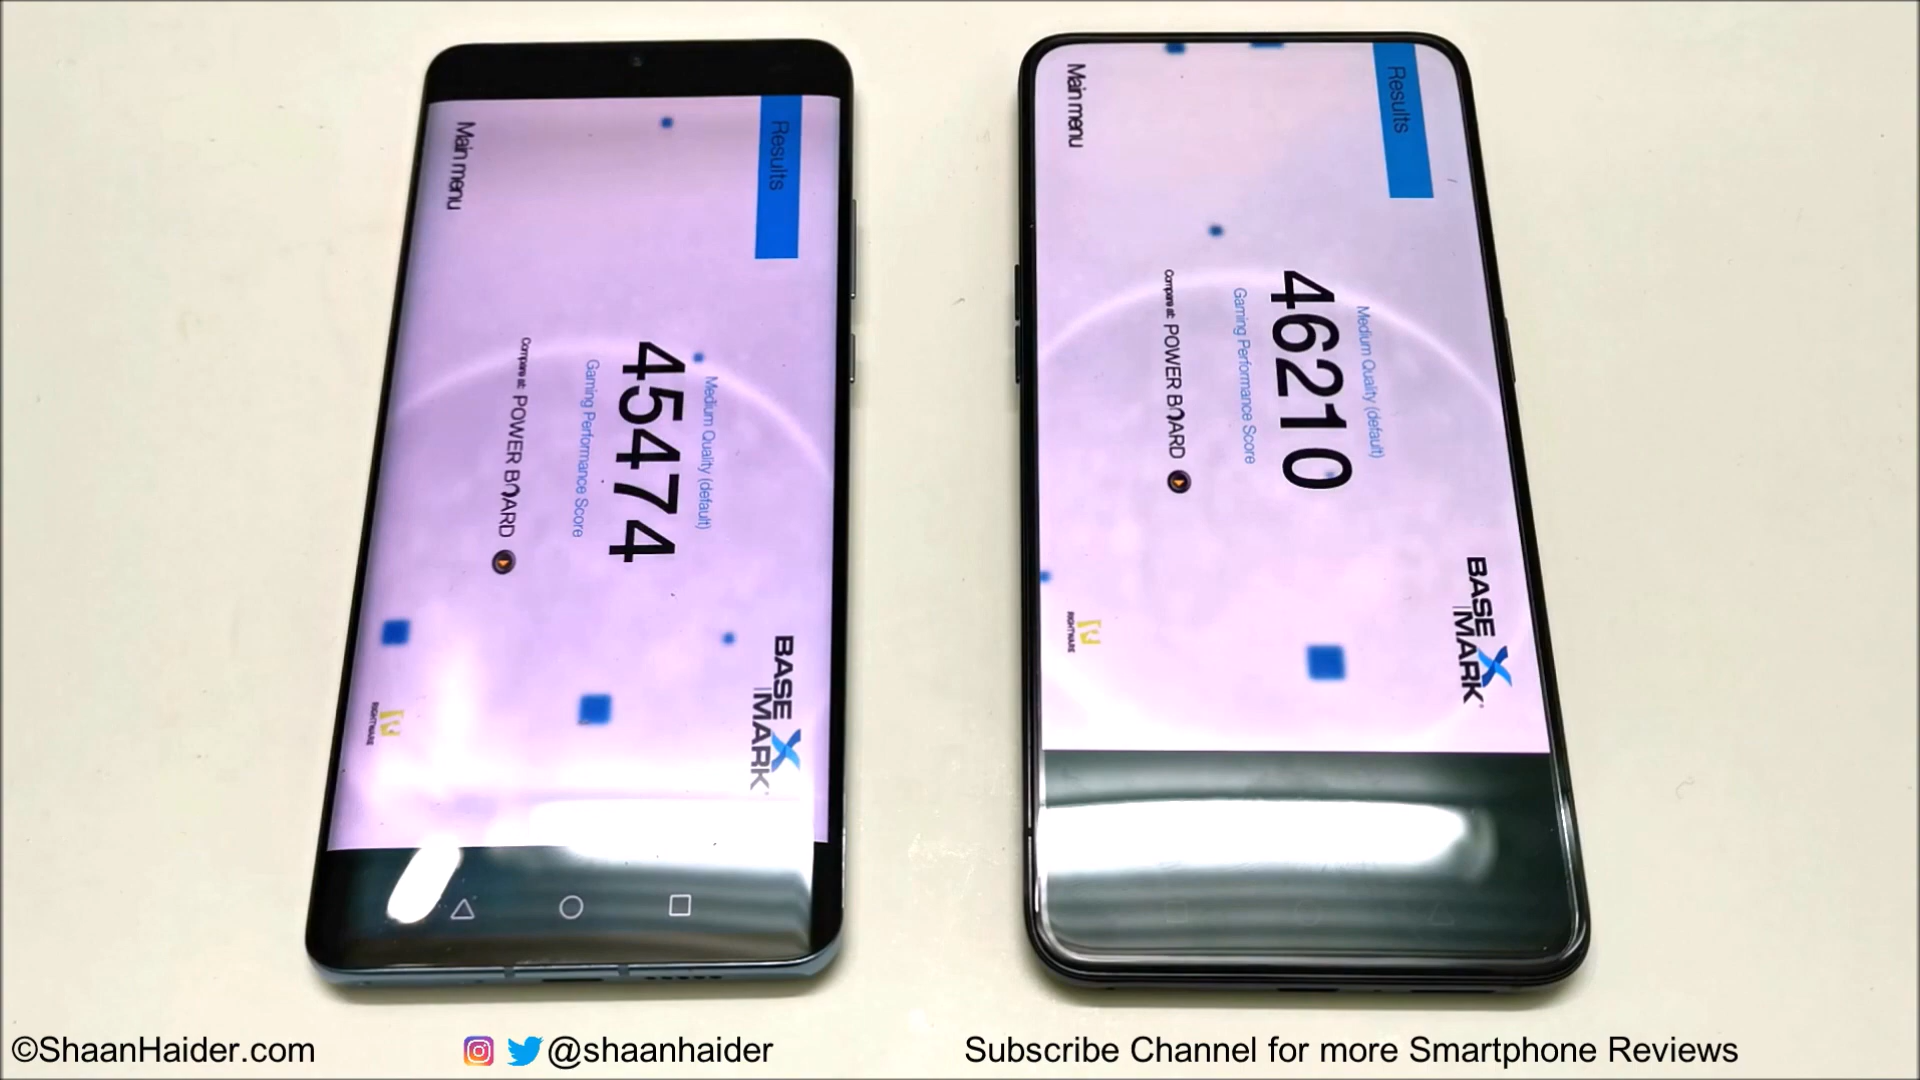 Results
Medium Quality (default)
45474
Gaming Performance Score
Compare at: POWER BOARD
Main menu
BASE
MARK
RIGHTWARE
Results
Medium Quality (default)
46210
Gaming Performance Score
Compare at: POWER BOARD
Main menu
BASE
MARK
RIGHTWARE
©ShaanHaider.com
@shaanhaider
Subscribe Channel for more Smartphone Reviews